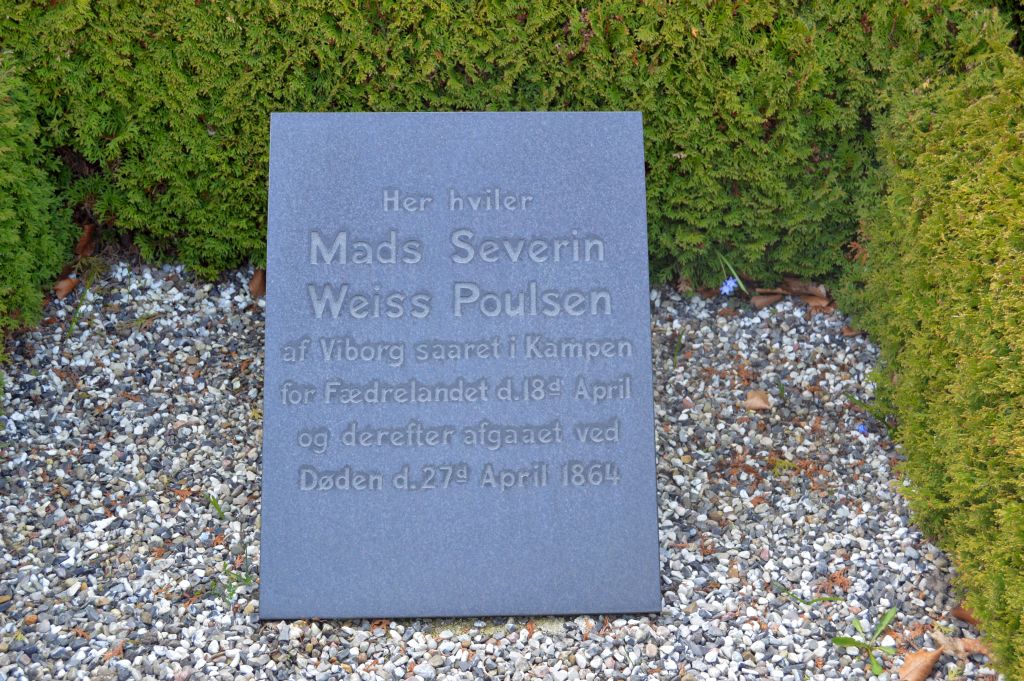 Her hviler
Mads Severin
Weiss Poulsen
af Viborg saaret i Kampen
for Fædrelandet d. 18d April
og derefter afgaaet ved
Døden d. 27d April 1864